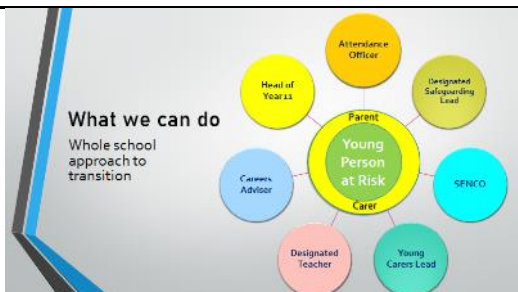 What we can do
Whole school
approach to
transition
Attendance
Officer
Designated
Safeguarding
Lead
SENCO
Young
Carers Lead
Designated
Teacher
Careers
Adviser
Head of
Year11
Parent
Young
Person
at Risk
Carer